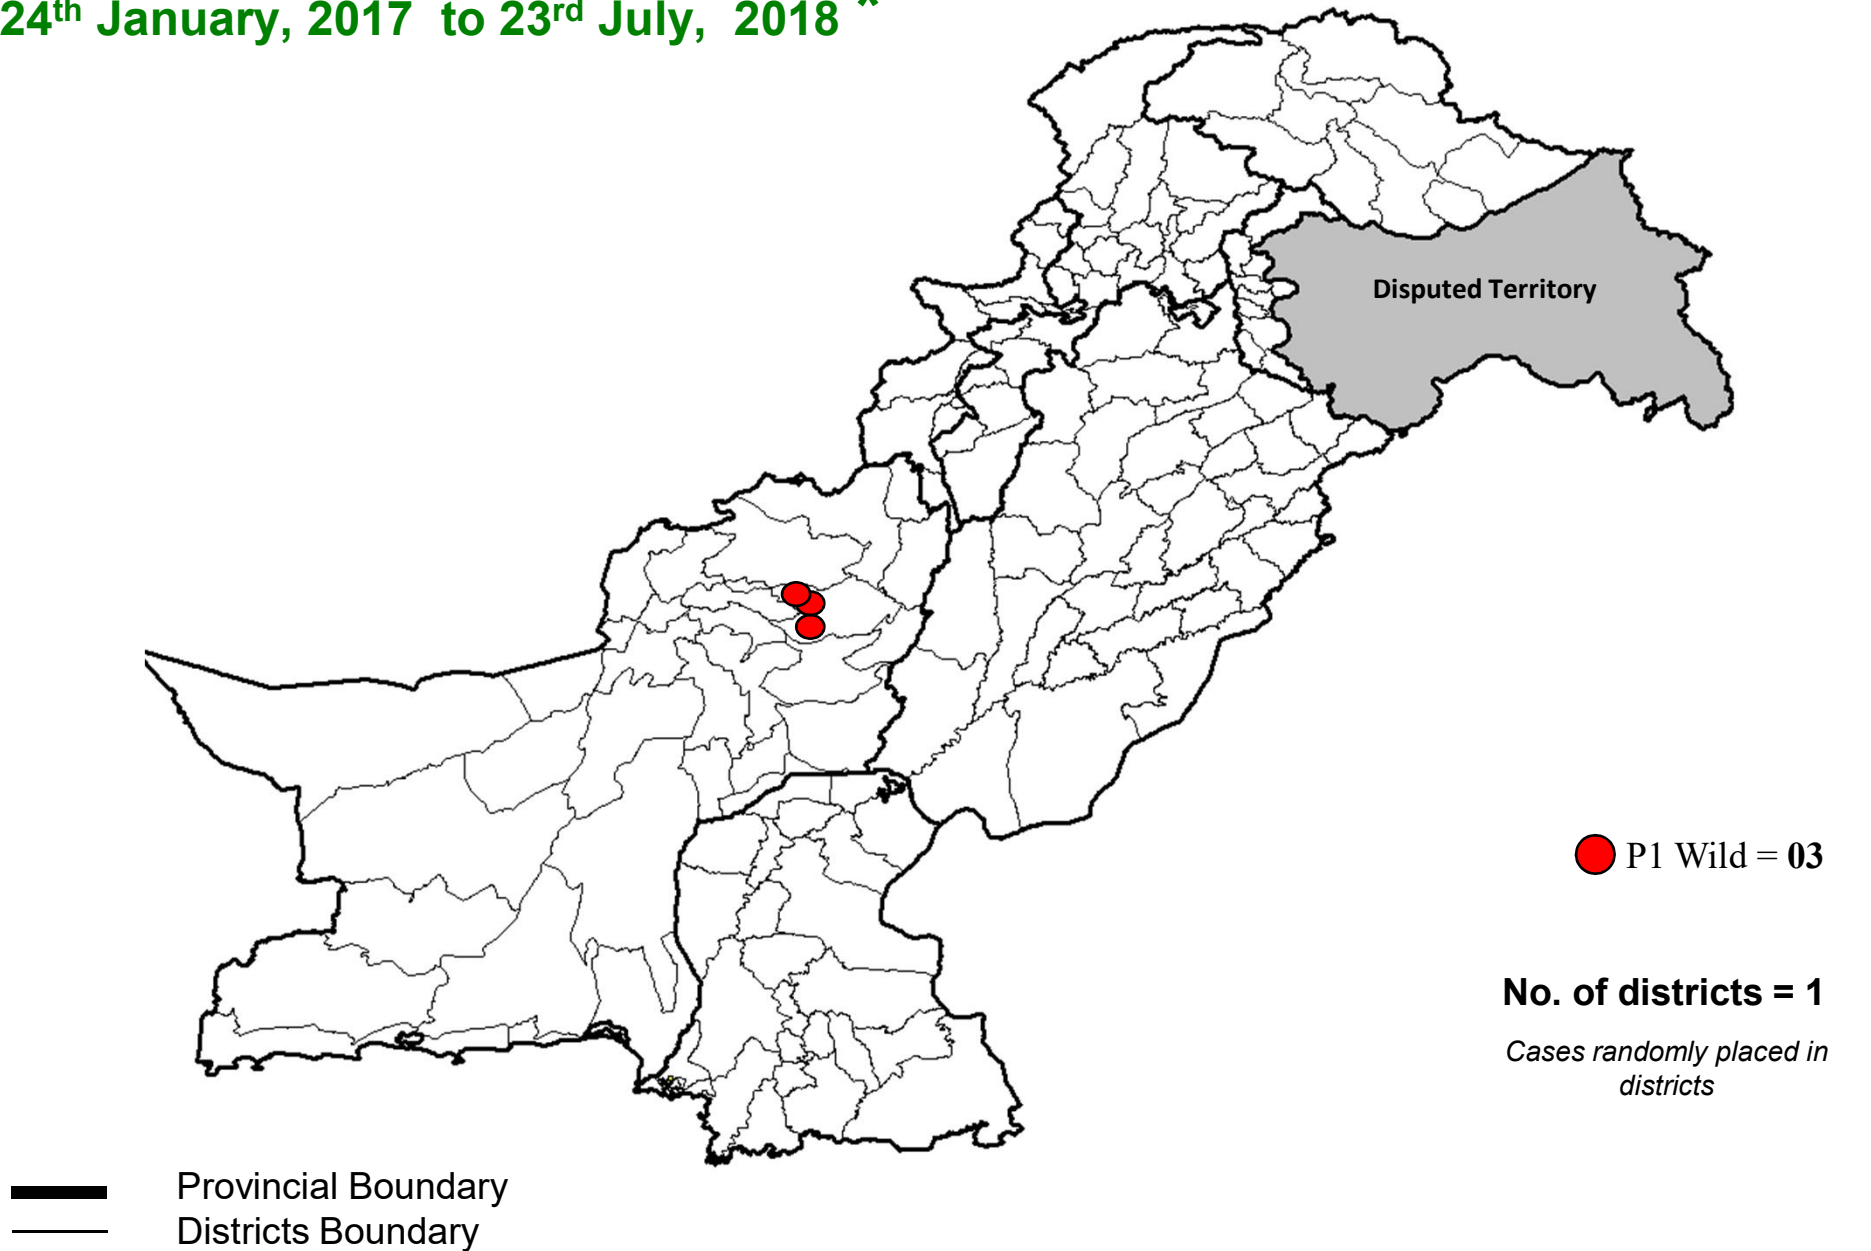 24th January, 2017 to 23rd July, 2018 *
Disputed Territory
P1 Wild = 03
No. of districts = 1
Cases randomly placed in
districts
Provincial Boundary
Districts Boundary